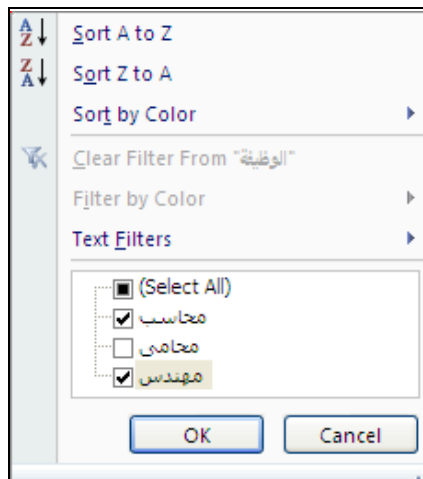 Sort A to Z
Sort Z to A
Sort by Color
Clear Filter From "الوظيفة"
Filter by Color
Text Filters
(Select All)
محاسب
محامى
مهندس
OK
Cancel